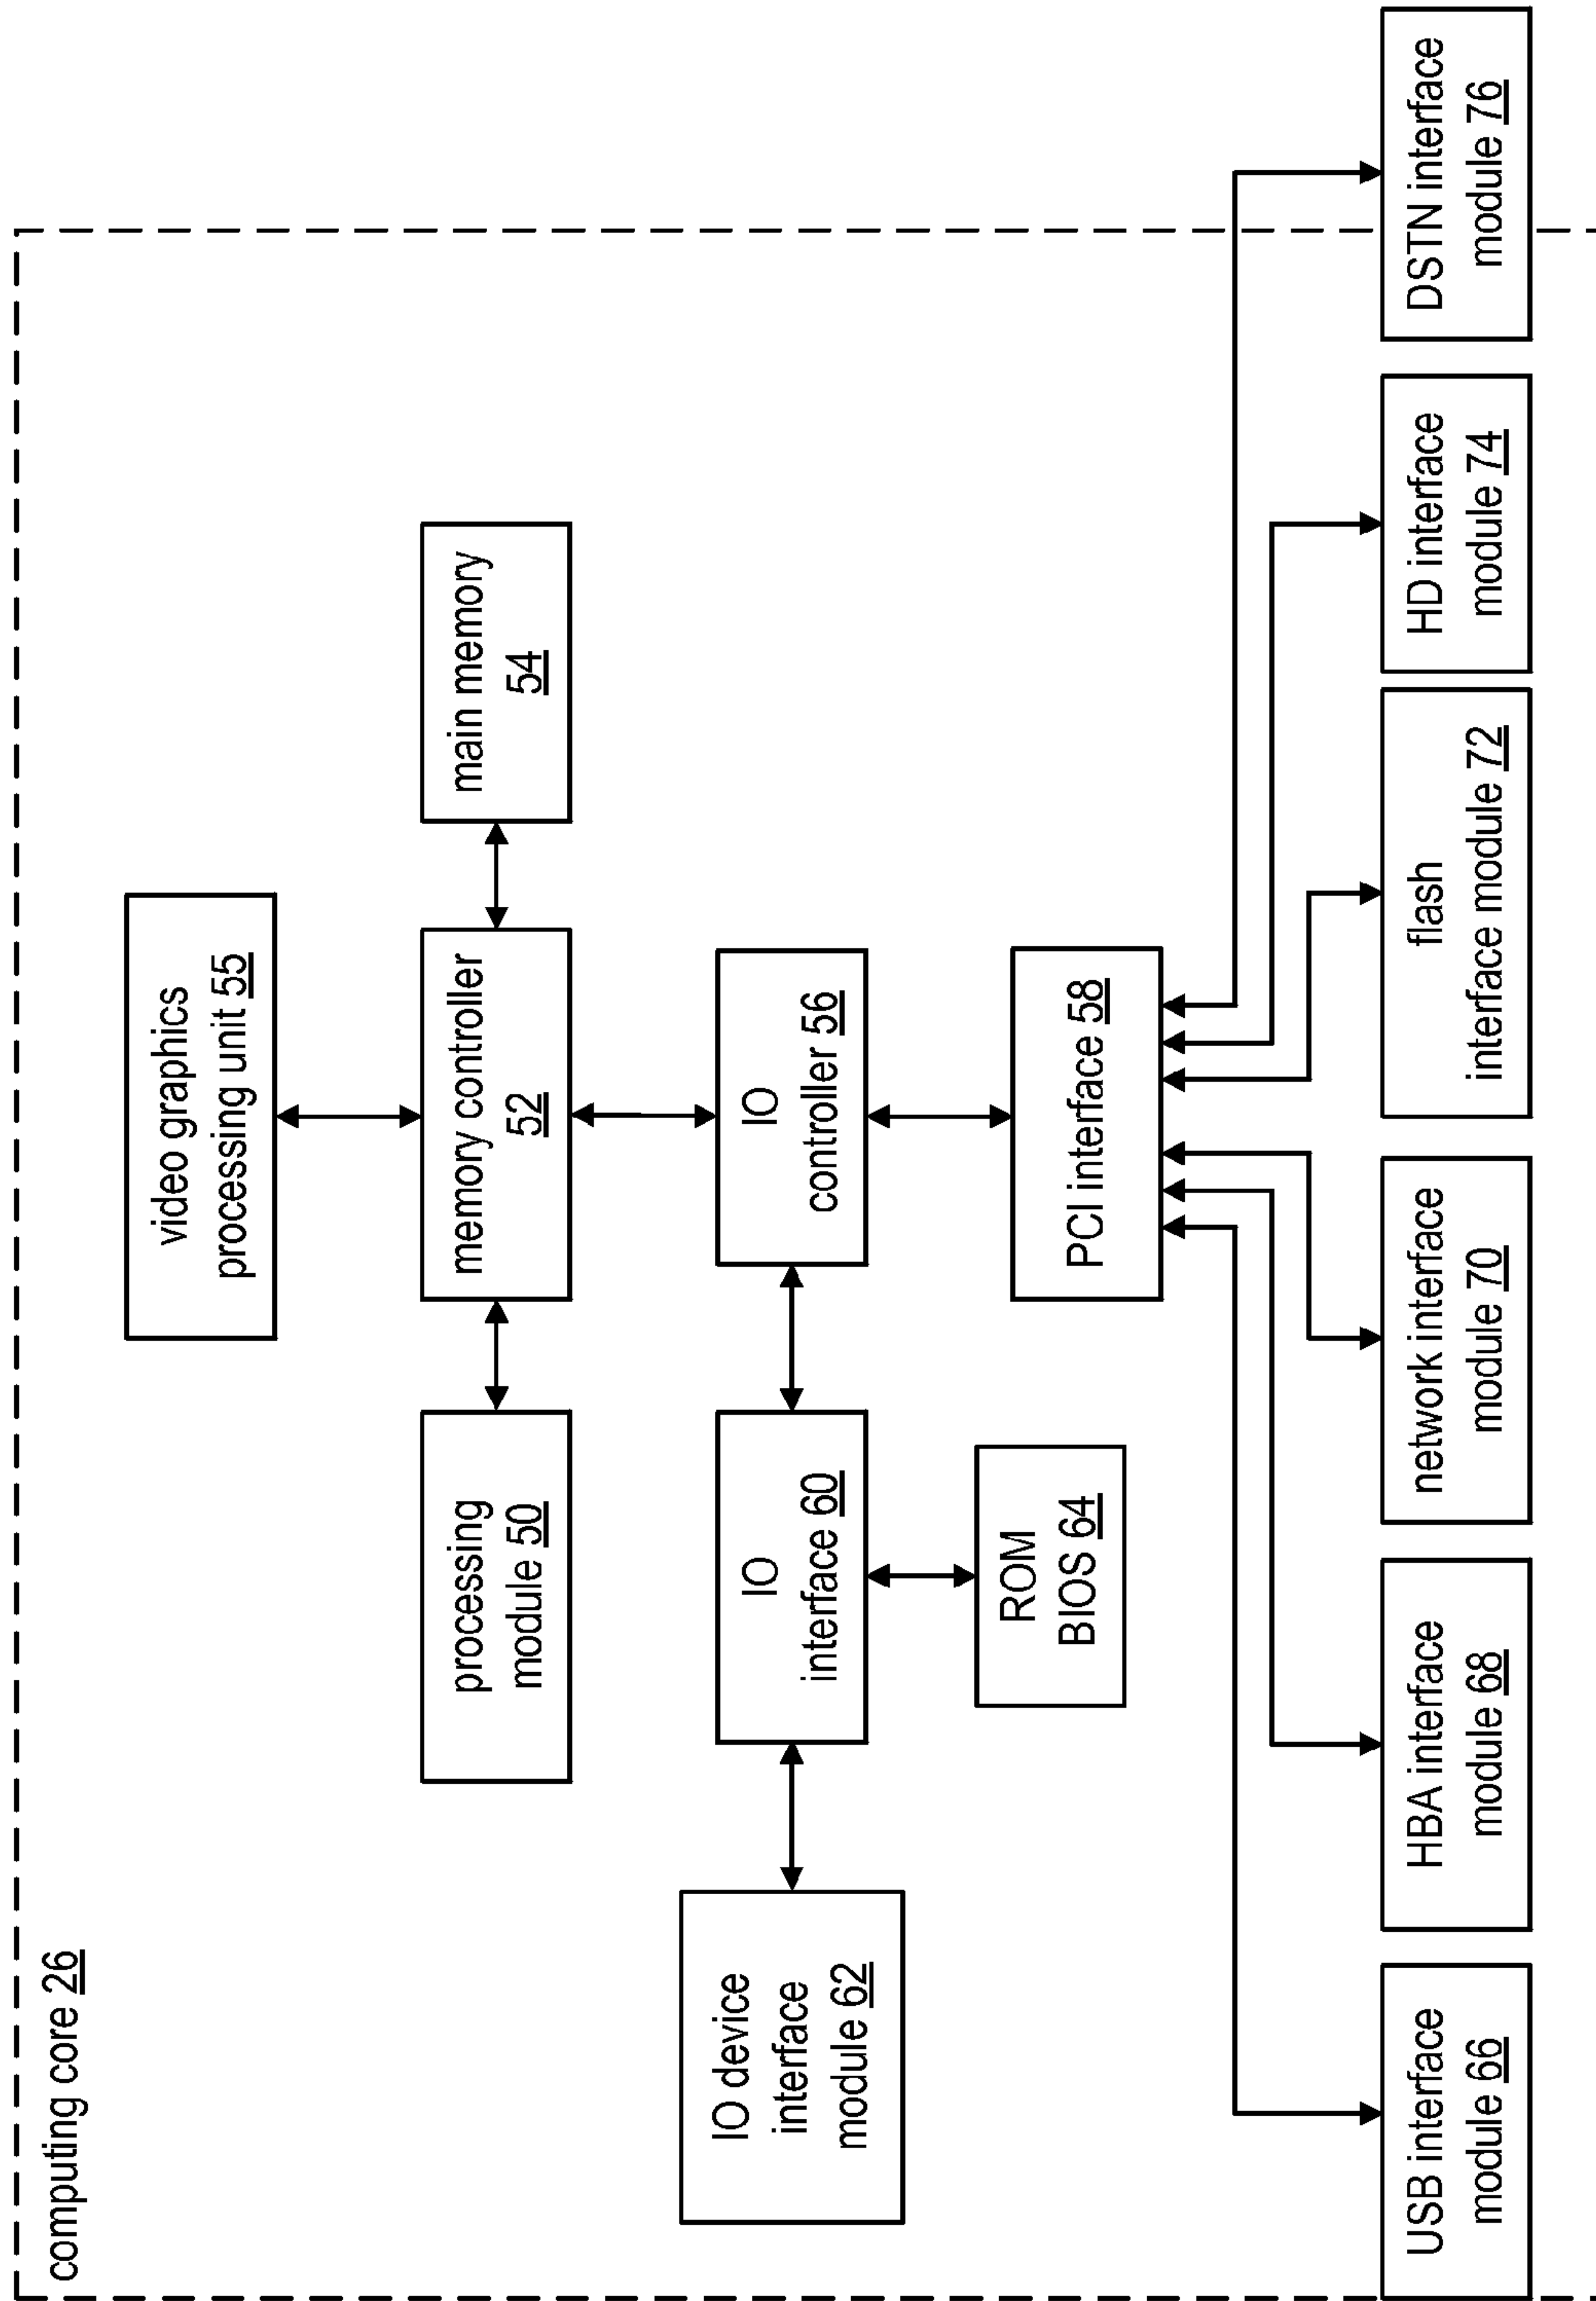 computing core 26
video graphics
processing unit 55
processing
module 50
memory controller
52
main memory
54
IO device
interface
module 62
IO
interface 60
IO
controller 56
ROM
BIOS 64
PCI interface 58
USB interface
module 66
HBA interface
module 68
network interface
module 70
flash
interface module 72
HD interface
module 74
DSTN interface
module 76